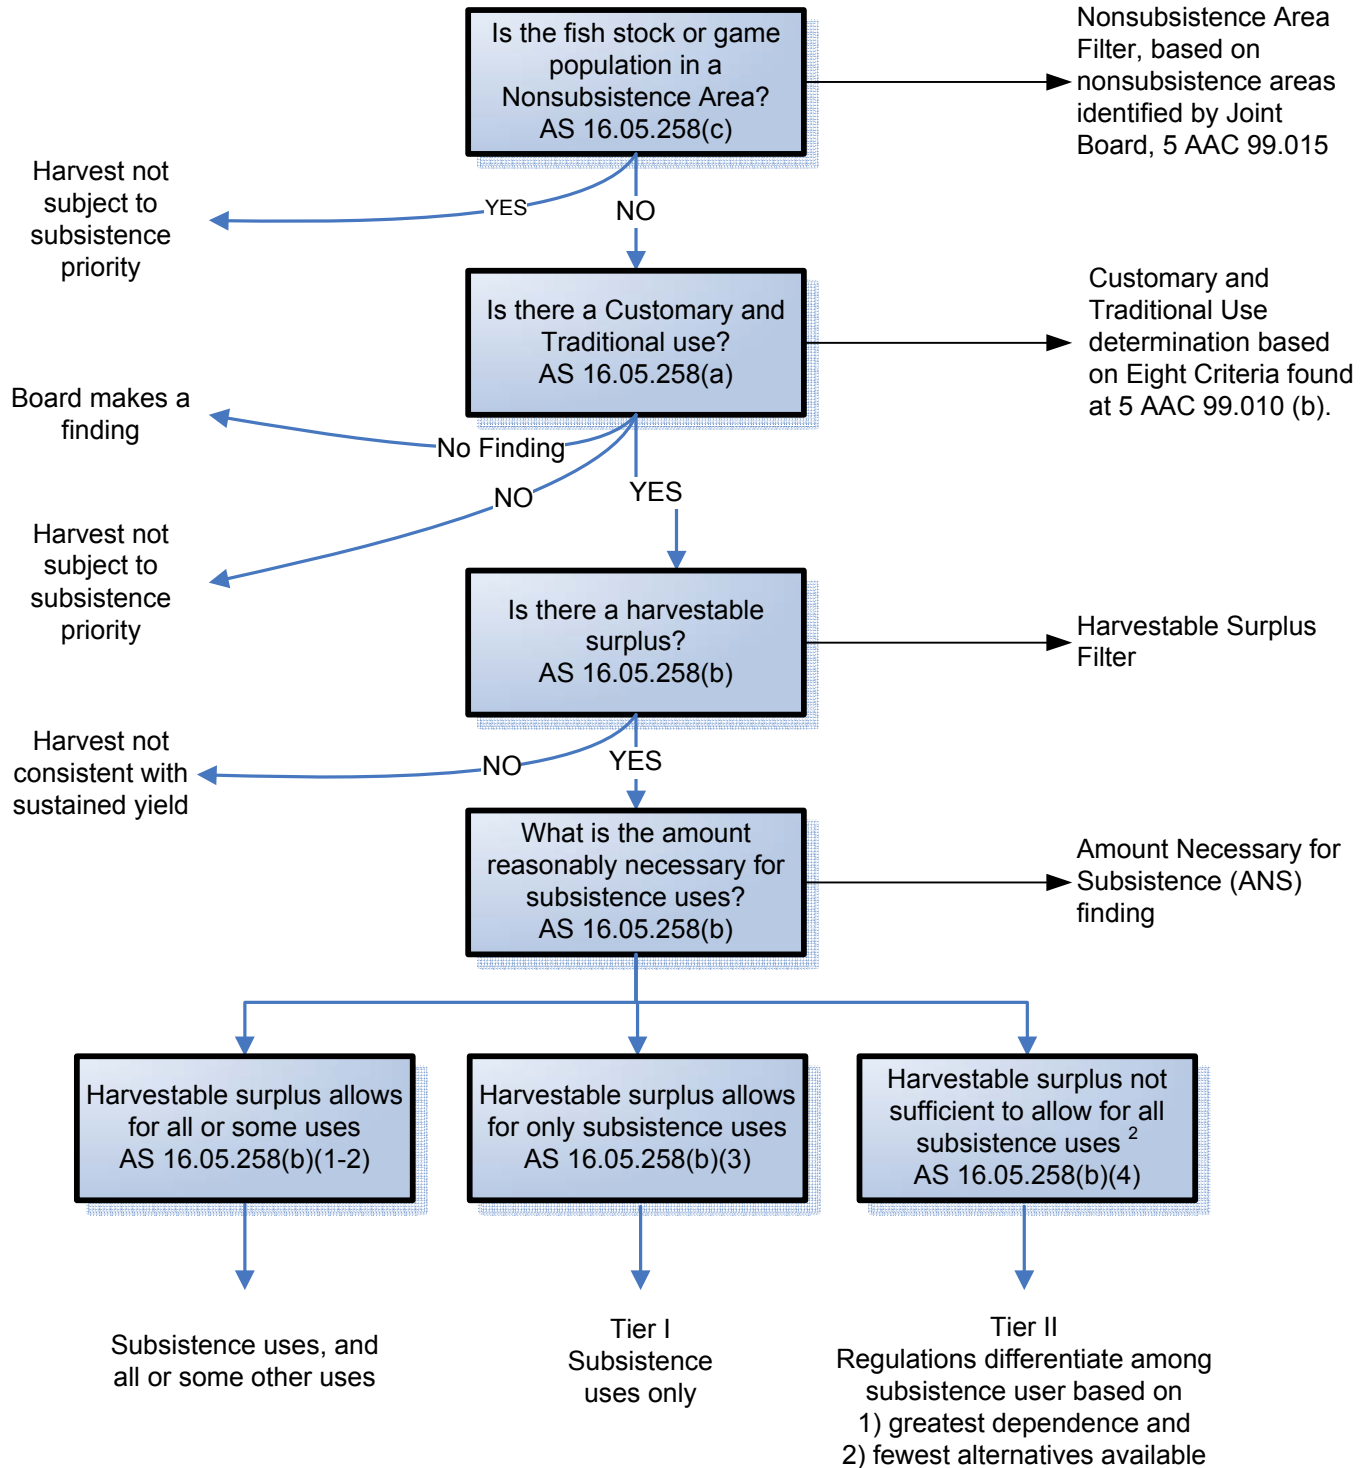 Is the fish stock or game
population in a
Nonsubsistence Area?
AS 16.05.258(c)
Nonsubsistence Area
Filter, based on
nonsubsistence areas
identified by Joint
Board, 5 AAC 99.015
Harvest not
subject to
subsistence
priority
YES
NO
Is there a Customary and
Traditional use?
AS 16.05.258(a)
Customary and
Traditional Use
determination based
on Eight Criteria found
at 5 AAC 99.010 (b).
Board makes a
finding
No Finding
NO
YES
Harvest not
subject to
subsistence
priority
Is there a harvestable
surplus?
AS 16.05.258(b)
Harvestable Surplus
Filter
Harvest not
consistent with
sustained yield
NO
YES
What is the amount
reasonably necessary for
subsistence uses?
AS 16.05.258(b)
Amount Necessary for
Subsistence (ANS)
finding
Harvestable surplus allows
for all or some uses
AS 16.05.258(b)(1-2)
Harvestable surplus allows
for only subsistence uses
AS 16.05.258(b)(3)
Harvestable surplus not
sufficient to allow for all
subsistence uses 2
AS 16.05.258(b)(4)
Subsistence uses, and
all or some other uses
Tier I
Subsistence
uses only
Tier II
Regulations differentiate among
subsistence user based on
1) greatest dependence and
2) fewest alternatives available